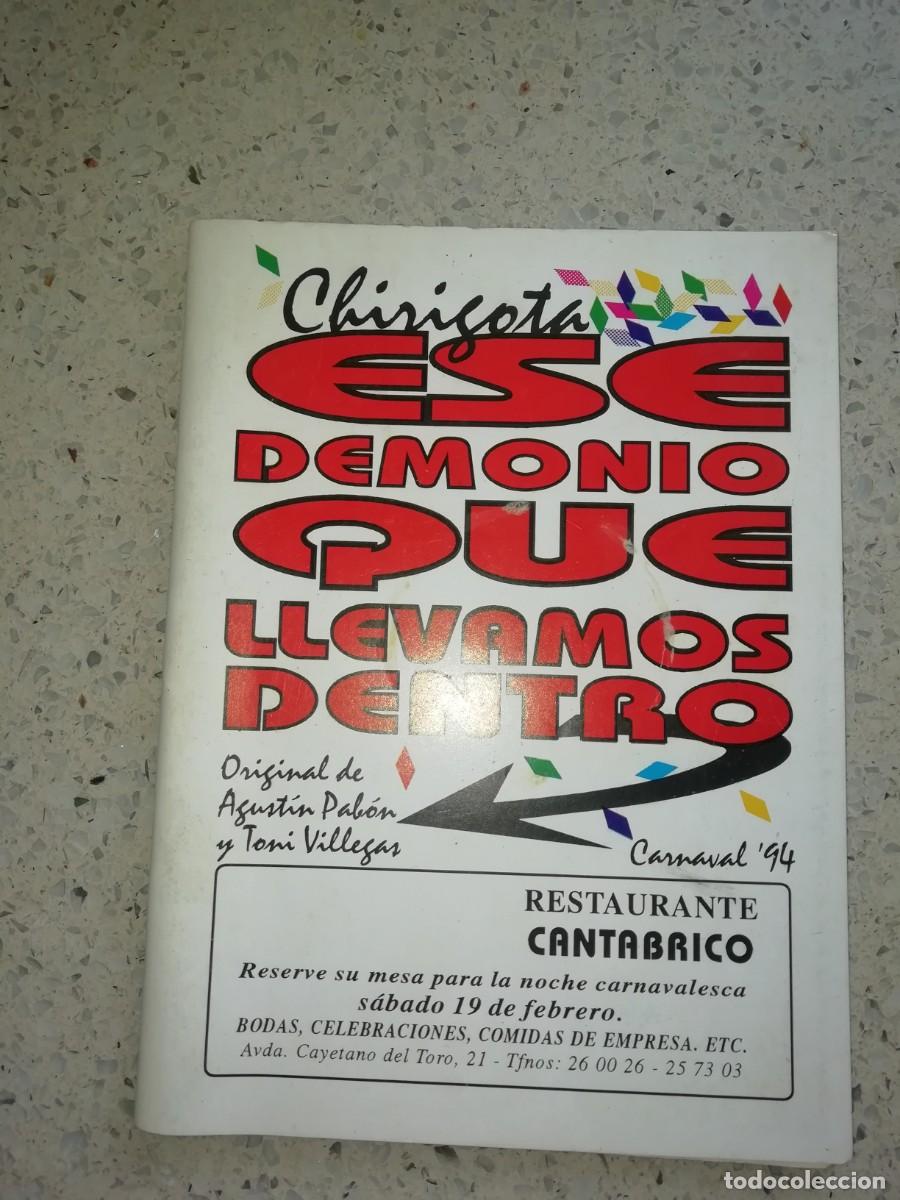 Chirigota
ESE
DEMONIO
QUE
LLEVAMOS
DENTRO
Original de
Agustín Pabón
y Toni Villegas
Carnaval '94
RESTAURANTE
CANTABRICO
Reserve su mesa para la noche carnavalesca
sábado 19 de febrero.
BODAS, CELEBRACIONES, COMIDAS DE EMPRESA. ETC.
Avda. Cayetano del Toro, 21 - Tfnos: 26 00 26 - 25 73 03
todocoleccion